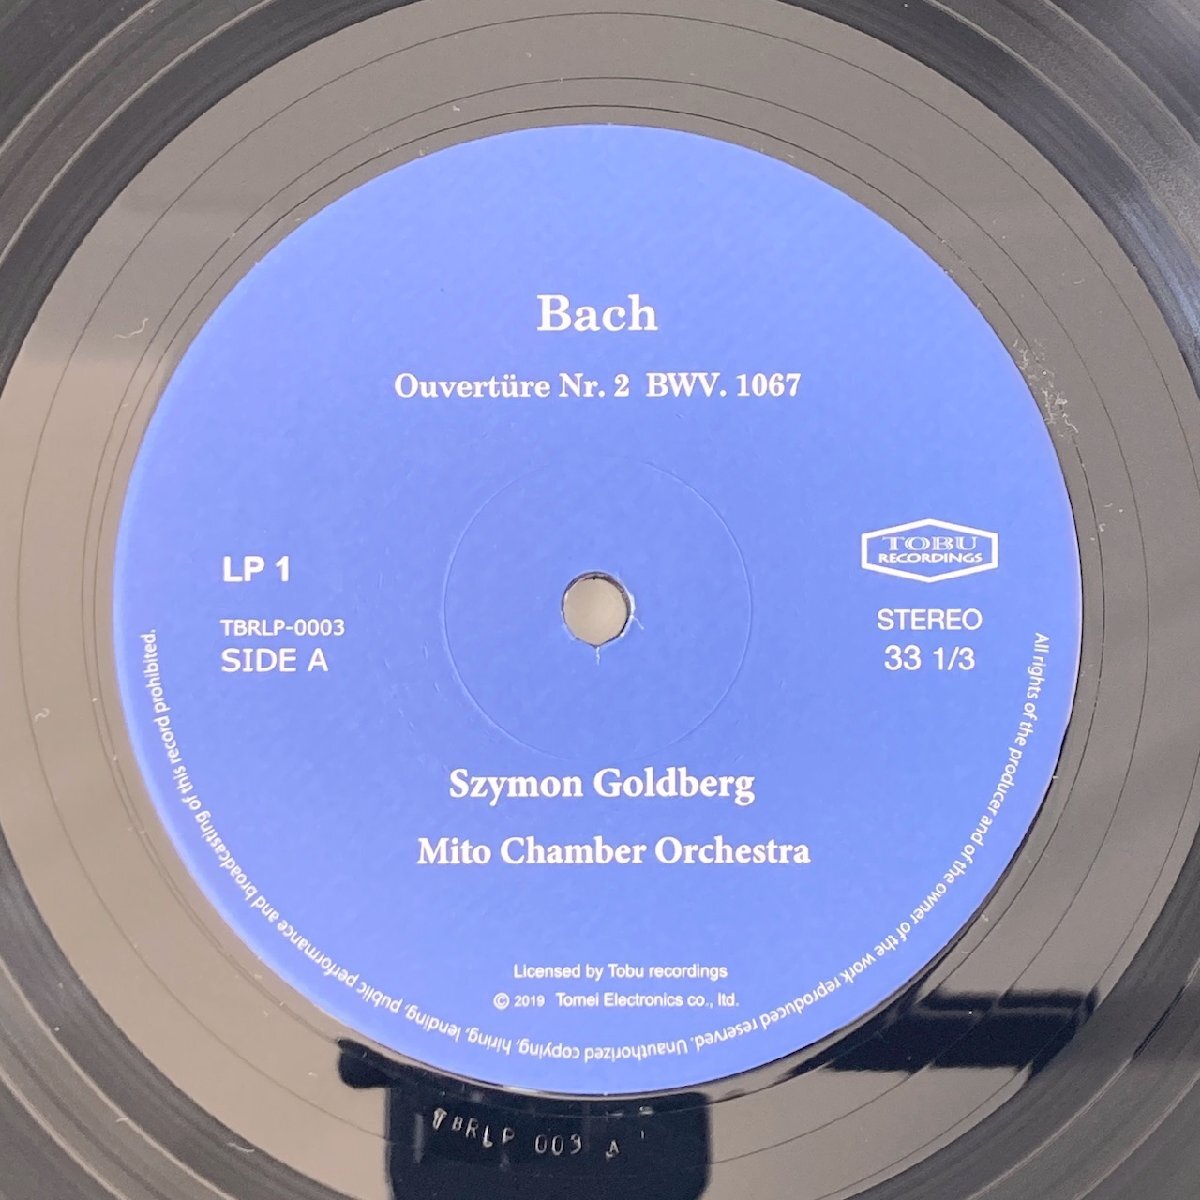 Bach
Ouvertüre Nr. 2 BWV. 1067
LP 1
TBRLP-0003
SIDE A
TOBU
RECORDINGS
STEREO
33 1/3
Szymon Goldberg
Mito Chamber Orchestra
Licensed by Tobu recordings
© 2019 Tomei Electronics co., ltd.
All rights of the producer and of the owner of the work reproduced reserved. Unauthorized copying, hiring, lending, public performance and broadcasting of this record prohibited.
TBRLP 003 A